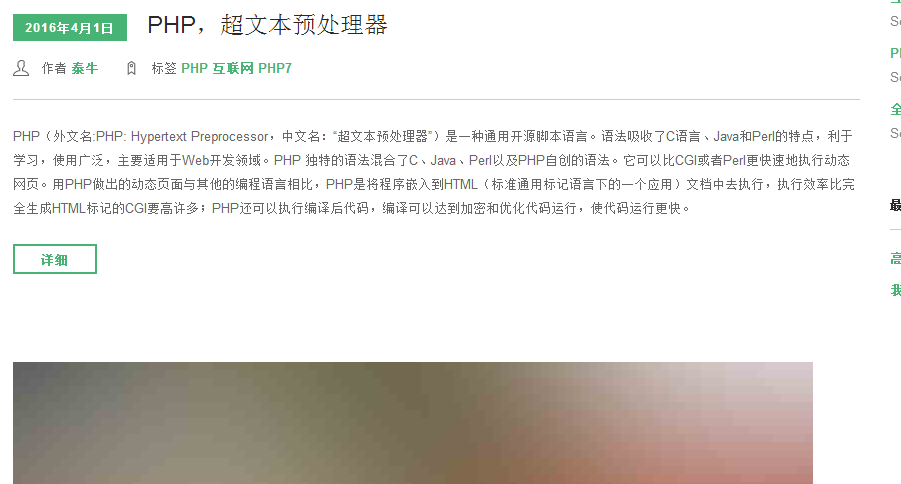 2016年4月1日 PHP，超文本预处理器
作者 泰牛 标签 PHP 互联网 PHP7
PHP（外文名:PHP: Hypertext Preprocessor，中文名：“超文本预处理器”）是一种通用开源脚本语言。语法吸收了C语言、Java和Perl的特点，利于
学习，使用广泛，主要适用于Web开发领域。PHP 独特的语法混合了C、Java、Perl以及PHP自创的语法。它可以比CGI或者Perl更快速地执行动态
网页。用PHP做出的动态页面与其他的编程语言相比，PHP是将程序嵌入到HTML（标准通用标记语言下的一个应用）文档中去执行，执行效率比完
全生成HTML标记的CGI要高许多；PHP还可以执行编译后代码，编译可以达到加密和优化代码运行，使代码运行更快。
详细
全
最
高
我